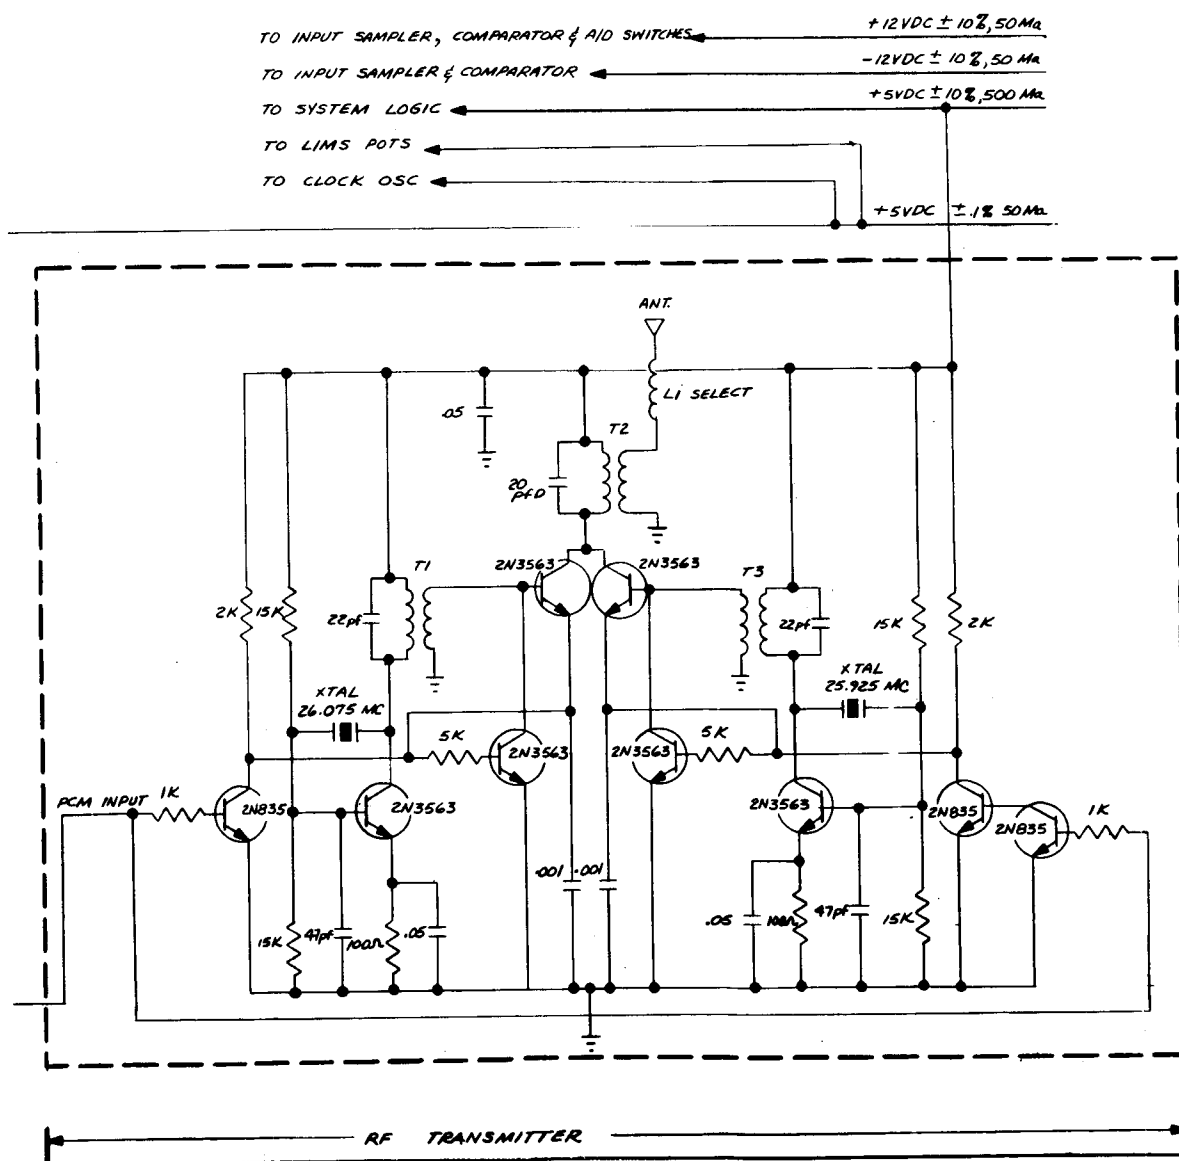 TO INPUT SAMPLER, COMPARATOR & A/D SWITCHES
+12VDC ± 10%, 50 Ma
TO INPUT SAMPLER & COMPARATOR
-12VDC ± 10%, 50 Ma
TO SYSTEM LOGIC
+5VDC ± 10%, 500 Ma
TO LIMS POTS
TO CLOCK OSC
+5VDC ± .1% 50Ma
ANT.
L1 SELECT
.05
T2
20 pfD
2N3563
2N3563
T1
T3
2K
15K
22pf
22pf
15K
2K
XTAL
26.075 MC
XTAL
25.925 MC
5K
2N3563
2N3563
5K
PCM INPUT
1K
2N835
2N3563
2N3563
2N835
2N835
1K
.001
.001
15K
47pf
100Ω
.05
.05
100Ω
47pf
15K
RF TRANSMITTER